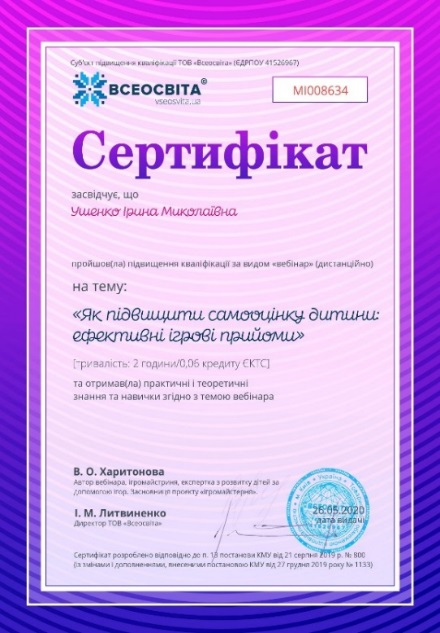 Суб'єкт підвищення кваліфікації ТОВ «Всеосвіта» (ЄДРПОУ 41526967)
ВСЕОСВІТА®
vseosvita.ua
МІ008634
Сертифікат
засвідчує, що
Ушенко Ірина Миколаївна
пройшов(ла) підвищення кваліфікації за видом «вебінар» (дистанційно)
на тему:
«Як підвищити самооцінку дитини:
ефективні ігрові прийоми»
[тривалість: 2 години/0,06 кредиту ЄКТС]
та отримав(ла) практичні і теоретичні
знання та навички згідно з темою вебінара
В. О. Харитонова
Автор вебінара, ігромайстриня, експертка з розвитку дітей за
допомогою ігор. Засновниця проекту «Ігромайстерня».
І. М. Литвиненко
Директор ТОВ «Всеосвіта»
26.05.2020
дата видачі
Сертифікат розроблено відповідно до п. 13 постанови КМУ від 21 серпня 2019 р. № 800
(зі змінами і доповненнями, внесеними постановою КМУ від 27 грудня 2019 року № 1133)